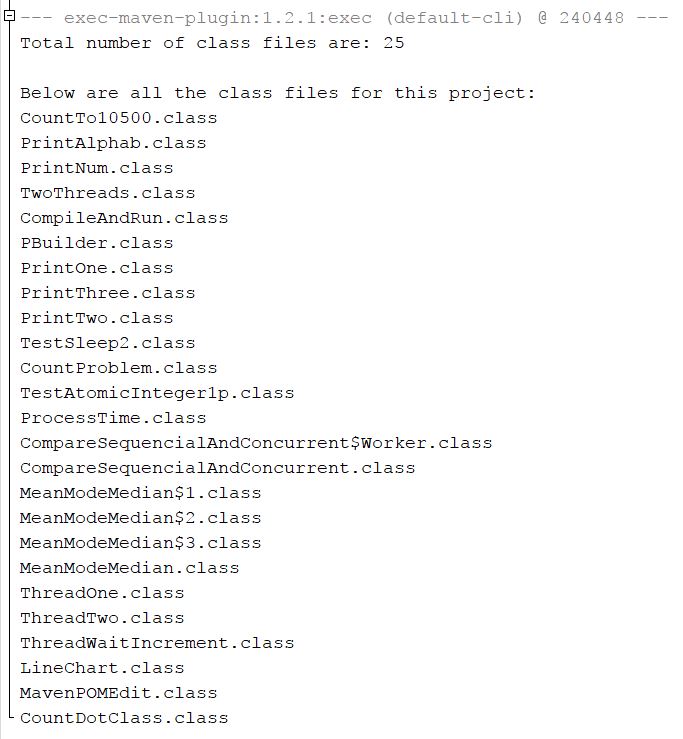 --- exec-maven-plugin:1.2.1:exec (default-cli) @ 240448 ---
Total number of class files are: 25
Below are all the class files for this project:
CountTo10500.class
PrintAlphab.class
PrintNum.class
TwoThreads.class
CompileAndRun.class
PBuilder.class
PrintOne.class
PrintThree.class
PrintTwo.class
TestSleep2.class
CountProblem.class
TestAtomicInteger1p.class
ProcessTime.class
CompareSequencialAndConcurrent$Worker.class
CompareSequencialAndConcurrent.class
MeanModeMedian$1.class
MeanModeMedian$2.class
MeanModeMedian$3.class
MeanModeMedian.class
ThreadOne.class
ThreadTwo.class
ThreadWaitIncrement.class
LineChart.class
MavenPOMEdit.class
CountDotClass.class